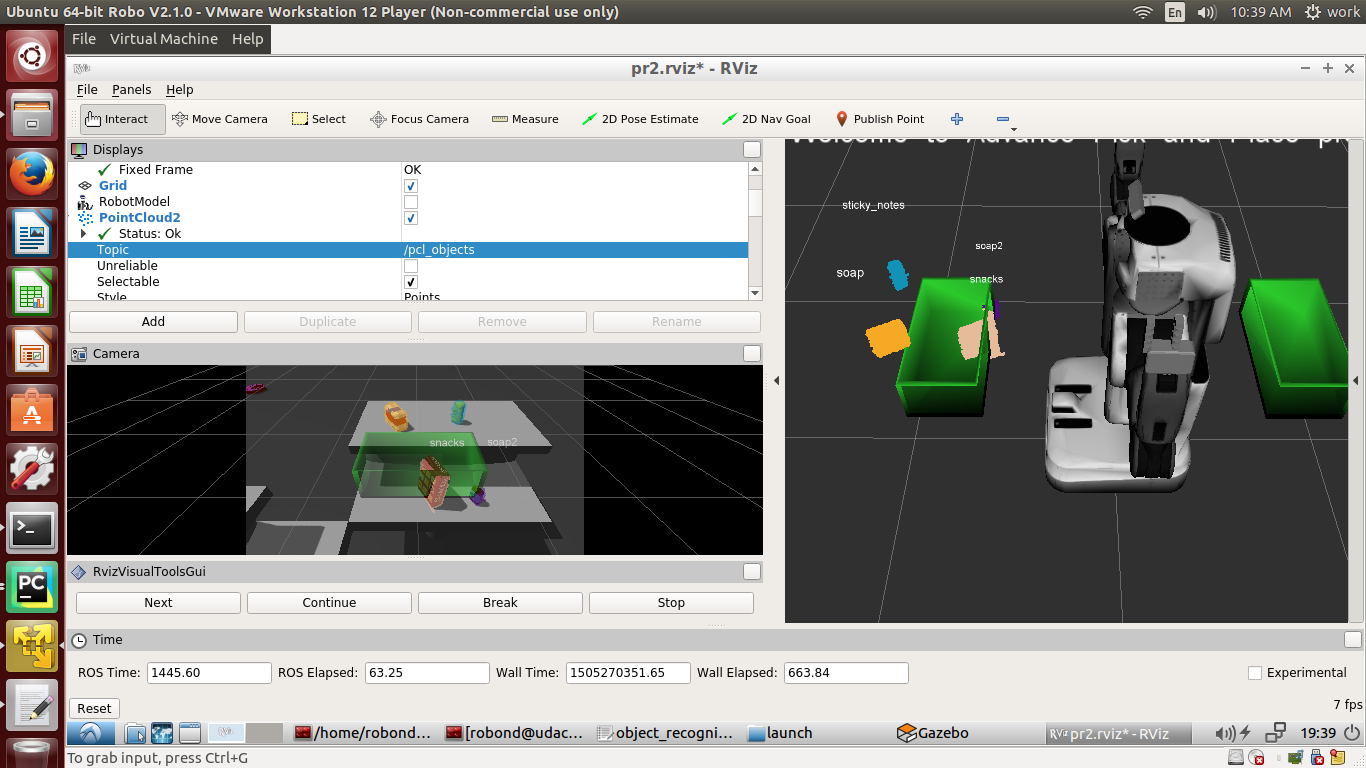 Ubuntu 64-bit Robo V2.1.0 - VMware Workstation 12 Player (Non-commercial use only)
En
10:39 AM
work
File Virtual Machine Help
pr2.rviz* - RViz
File Panels Help
Interact Move Camera Select Focus Camera Measure 2D Pose Estimate 2D Nav Goal Publish Point
Displays
Fixed Frame OK
Grid
RobotModel
PointCloud2
Status: Ok
Topic /pcl_objects
Unreliable
Selectable
Style Points
Add Duplicate Remove Rename
Camera
snacks soap2
Welcome to Advance Pick and Place pr
sticky_notes
soap2
soap
snacks
RvizVisualToolsGui
Next Continue Break Stop
Time
ROS Time: 1445.60 ROS Elapsed: 63.25 Wall Time: 1505270351.65 Wall Elapsed: 663.84 Experimental
Reset
7 fps
/home/robond... [robond@udac... object_recogni... launch Gazebo pr2.rviz* - RViz 19:39
To grab input, press Ctrl+G
PC